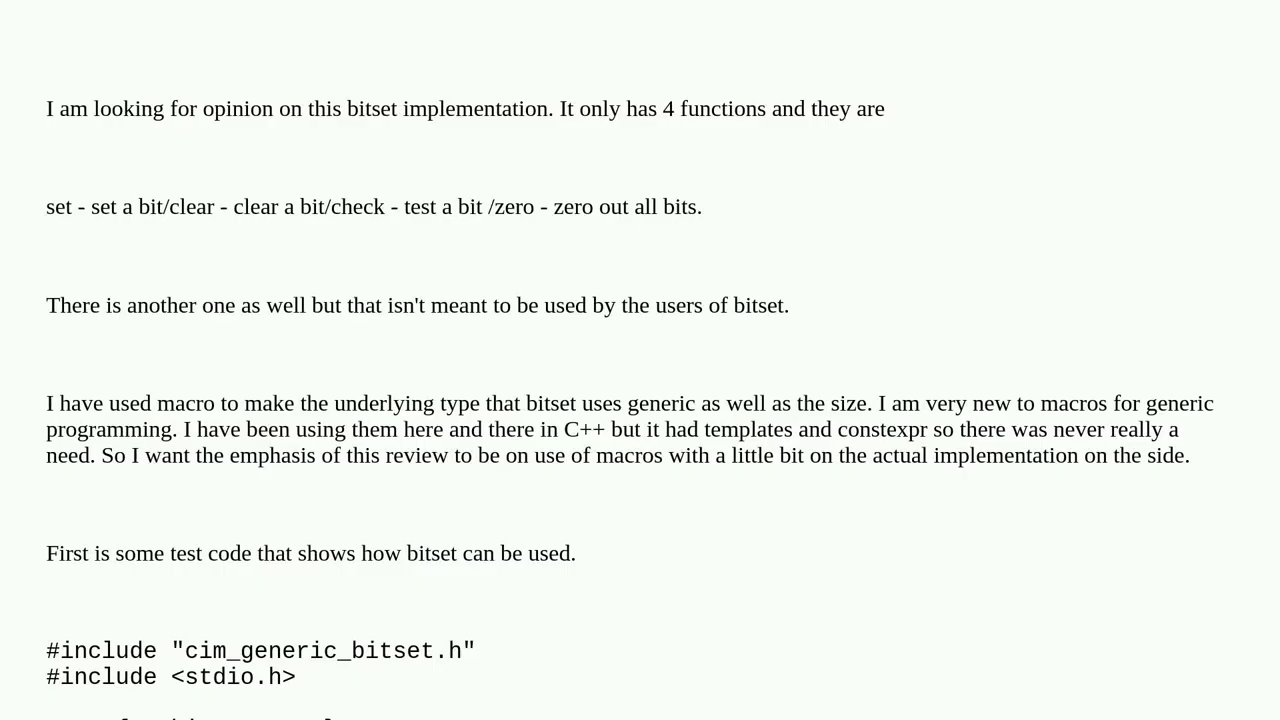 I am looking for opinion on this bitset implementation. It only has 4 functions and they are
set - set a bit/clear - clear a bit/check - test a bit /zero - zero out all bits.
There is another one as well but that isn't meant to be used by the users of bitset.
I have used macro to make the underlying type that bitset uses generic as well as the size. I am very new to macros for generic
programming. I have been using them here and there in C++ but it had templates and constexpr so there was never really a
need. So I want the emphasis of this review to be on use of macros with a little bit on the actual implementation on the side.
First is some test code that shows how bitset can be used.
#include "cim_generic_bitset.h"
#include <stdio.h>